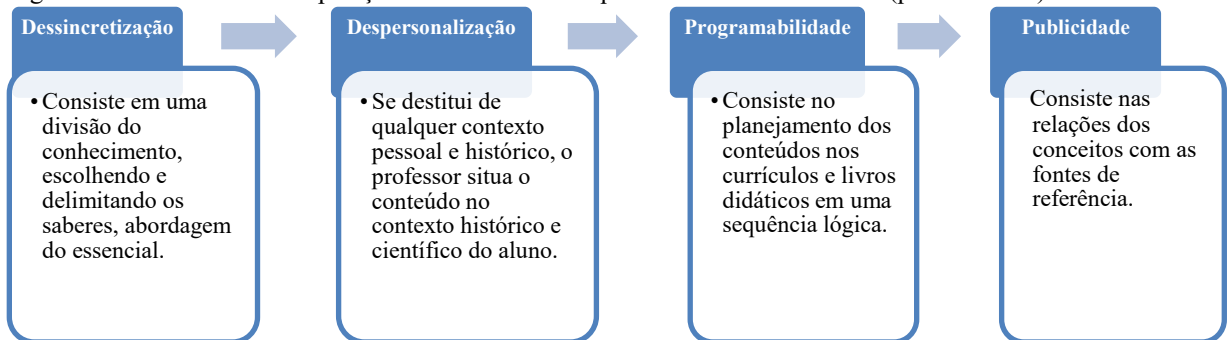 Dessincretização
• Consiste em uma
divisão do
conhecimento,
escolhendo e
delimitando os
saberes, abordagem
do essencial.
Despersonalização
• Se destitui de
qualquer contexto
pessoal e histórico, o
professor situa o
conteúdo no
contexto histórico e
científico do aluno.
Programabilidade
• Consiste no
planejamento dos
conteúdos nos
currículos e livros
didáticos em uma
sequência lógica.
Publicidade
Consiste nas
relações dos
conceitos com as
fontes de
referência.